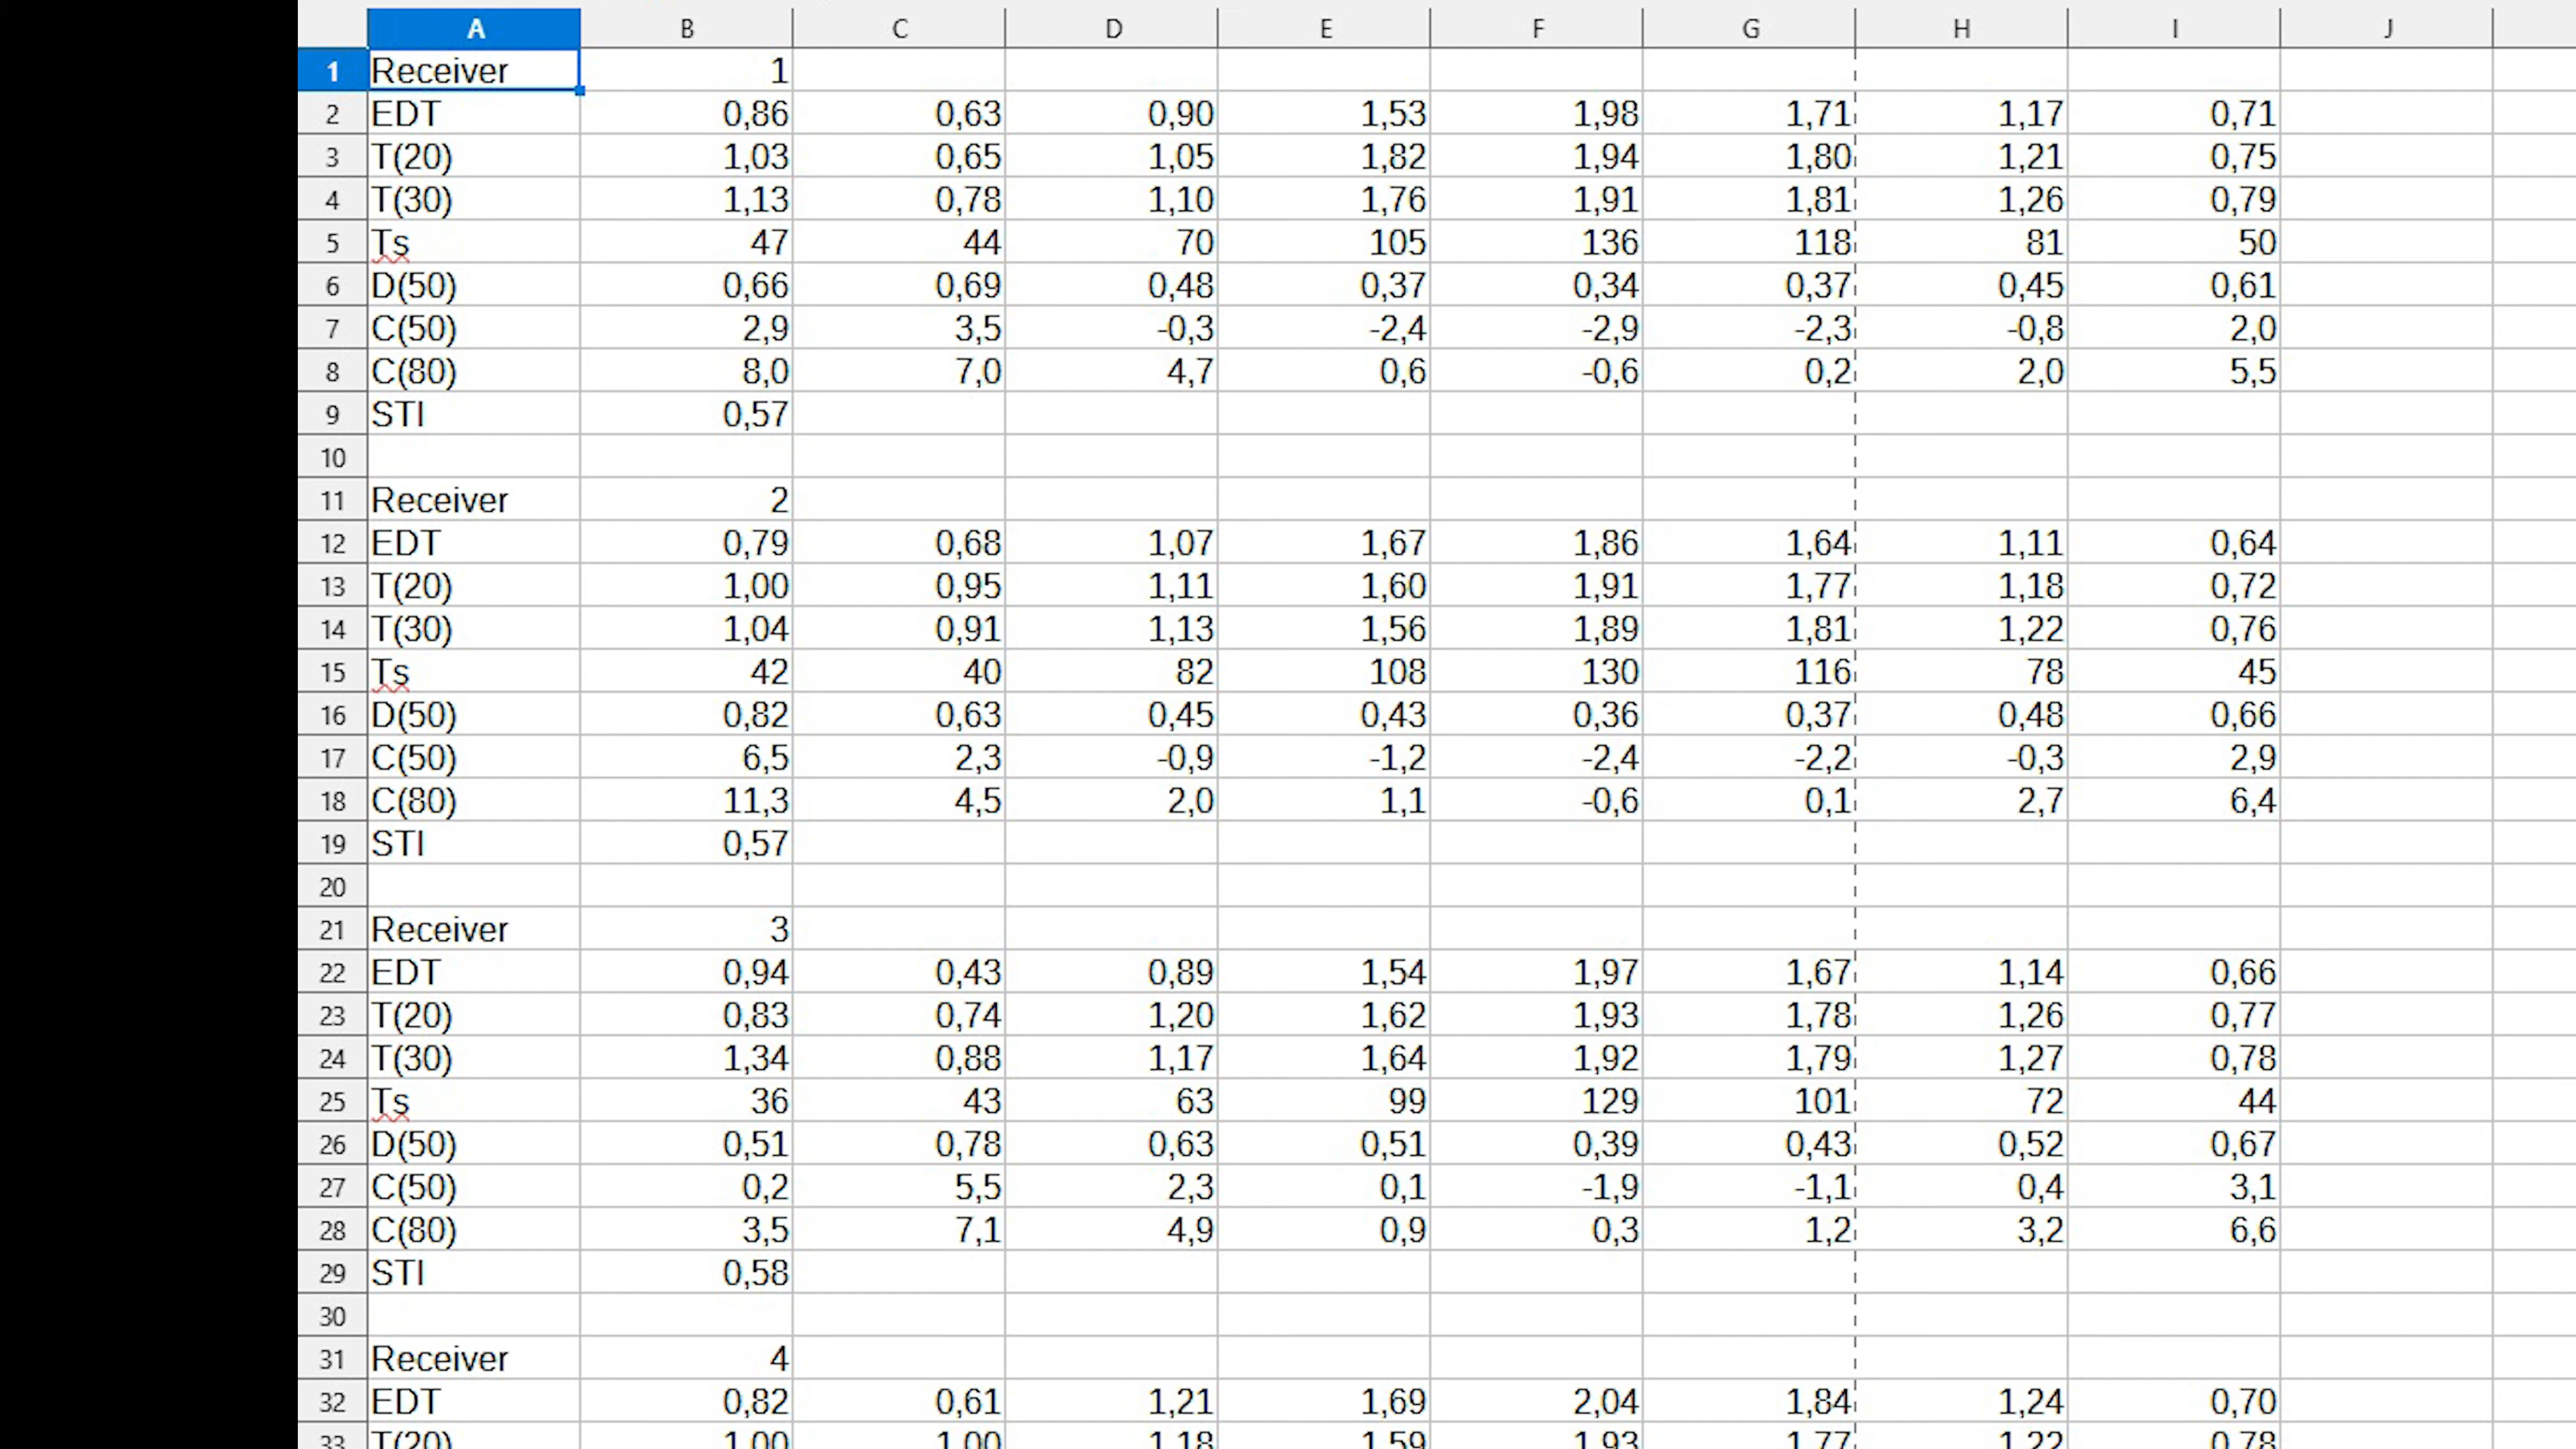 A B C D E F G H I J
1 Receiver 1
2 EDT 0,86 0,63 0,90 1,53 1,98 1,71 1,17 0,71
3 T(20) 1,03 0,65 1,05 1,82 1,94 1,80 1,21 0,75
4 T(30) 1,13 0,78 1,10 1,76 1,91 1,81 1,26 0,79
5 Ts 47 44 70 105 136 118 81 50
6 D(50) 0,66 0,69 0,48 0,37 0,34 0,37 0,45 0,61
7 C(50) 2,9 3,5 -0,3 -2,4 -2,9 -2,3 -0,8 2,0
8 C(80) 8,0 7,0 4,7 0,6 -0,6 0,2 2,0 5,5
9 STI 0,57
10
11 Receiver 2
12 EDT 0,79 0,68 1,07 1,67 1,86 1,64 1,11 0,64
13 T(20) 1,00 0,95 1,11 1,60 1,91 1,77 1,18 0,72
14 T(30) 1,04 0,91 1,13 1,56 1,89 1,81 1,22 0,76
15 Ts 42 40 82 108 130 116 78 45
16 D(50) 0,82 0,63 0,45 0,43 0,36 0,37 0,48 0,66
17 C(50) 6,5 2,3 -0,9 -1,2 -2,4 -2,2 -0,3 2,9
18 C(80) 11,3 4,5 2,0 1,1 -0,6 0,1 2,7 6,4
19 STI 0,57
20
21 Receiver 3
22 EDT 0,94 0,43 0,89 1,54 1,97 1,67 1,14 0,66
23 T(20) 0,83 0,74 1,20 1,62 1,93 1,78 1,26 0,77
24 T(30) 1,34 0,88 1,17 1,64 1,92 1,79 1,27 0,78
25 Ts 36 43 63 99 129 101 72 44
26 D(50) 0,51 0,78 0,63 0,51 0,39 0,43 0,52 0,67
27 C(50) 0,2 5,5 2,3 0,1 -1,9 -1,1 0,4 3,1
28 C(80) 3,5 7,1 4,9 0,9 0,3 1,2 3,2 6,6
29 STI 0,58
30
31 Receiver 4
32 EDT 0,82 0,61 1,21 1,69 2,04 1,84 1,24 0,70
33 T(20) 1,00 1,00 1,18 1,59 1,93 1,77 1,22 0,78